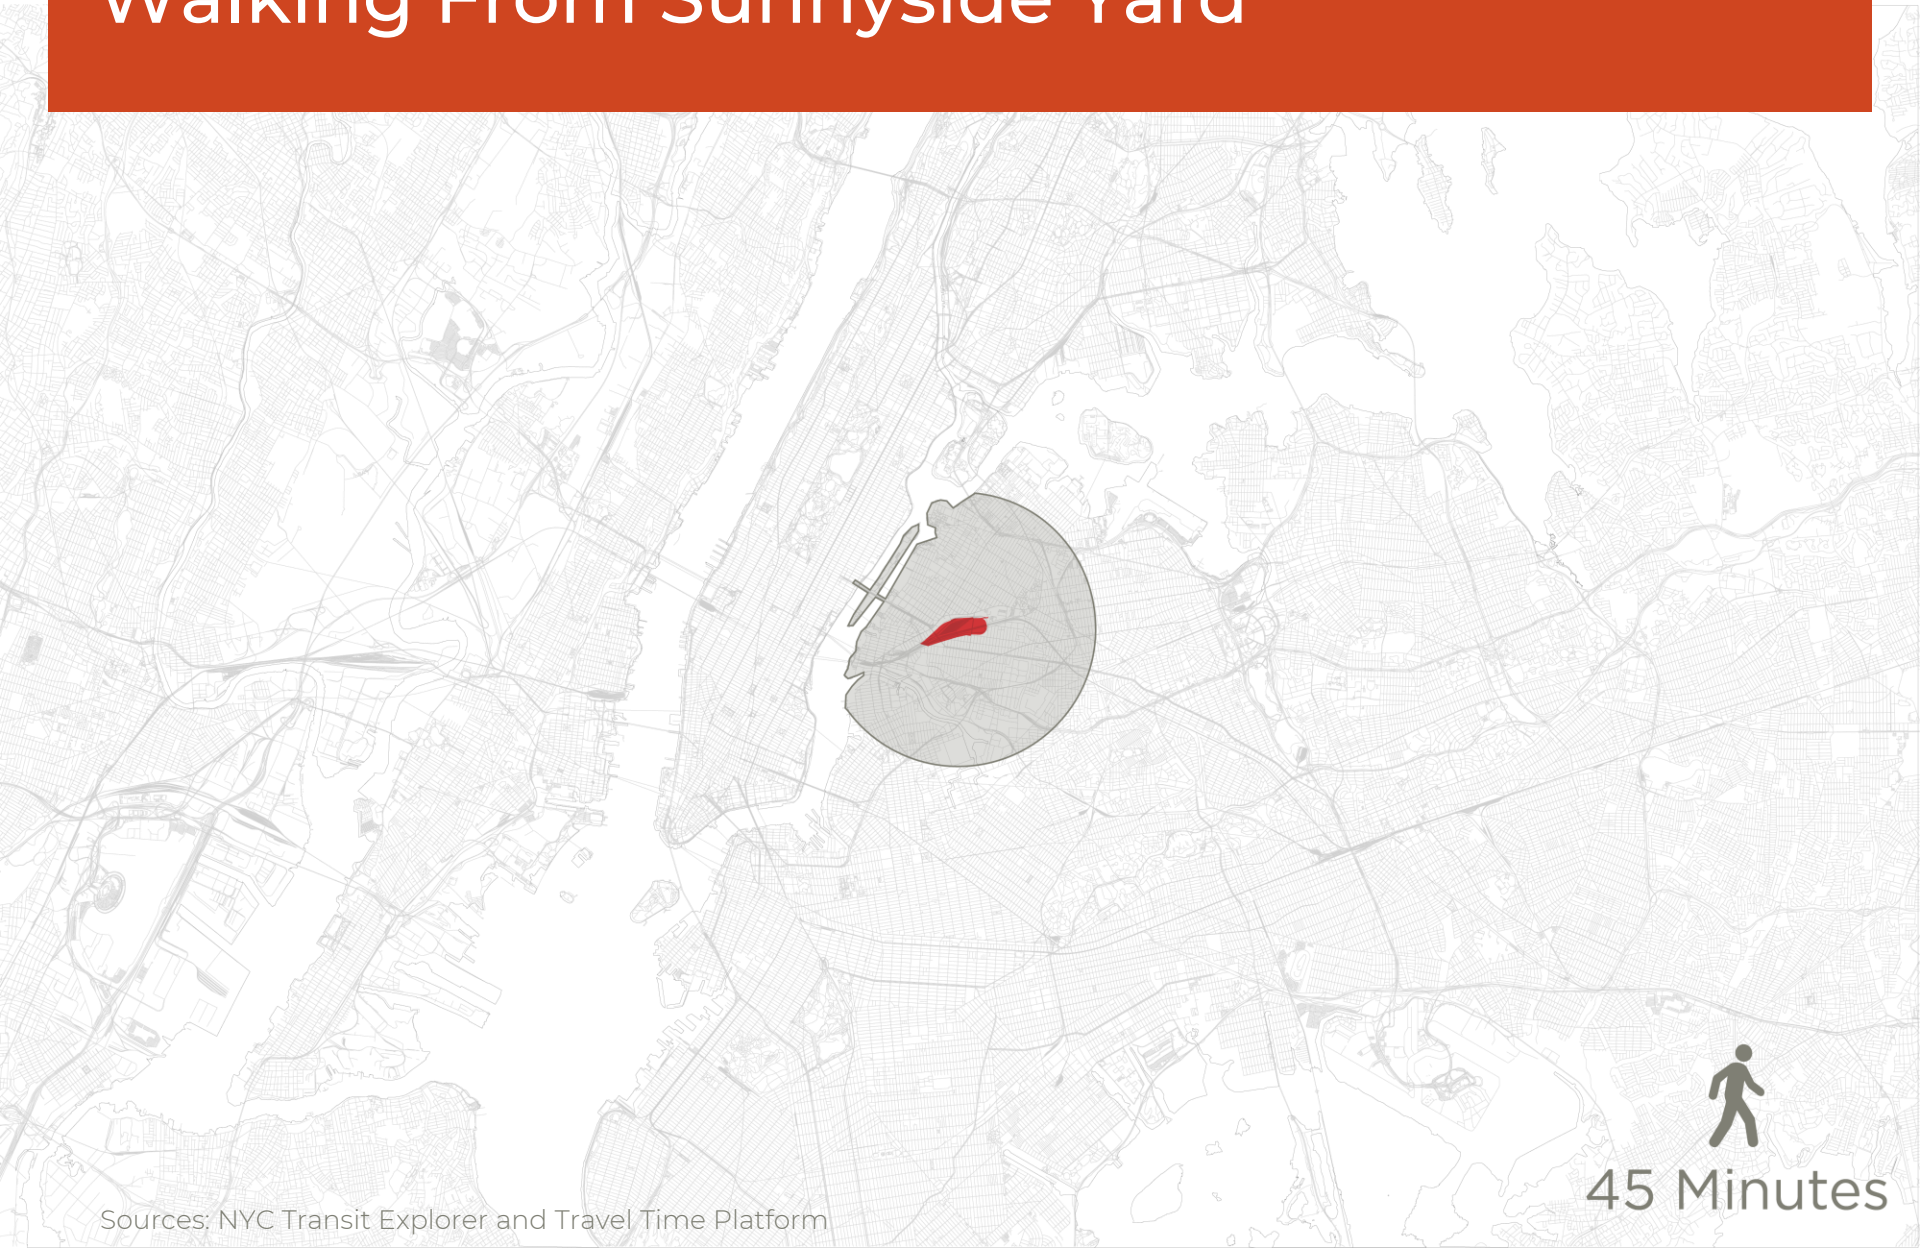 Walking From Sunnyside Yard
45 Minutes
Sources: NYC Transit Explorer and Travel Time Platform